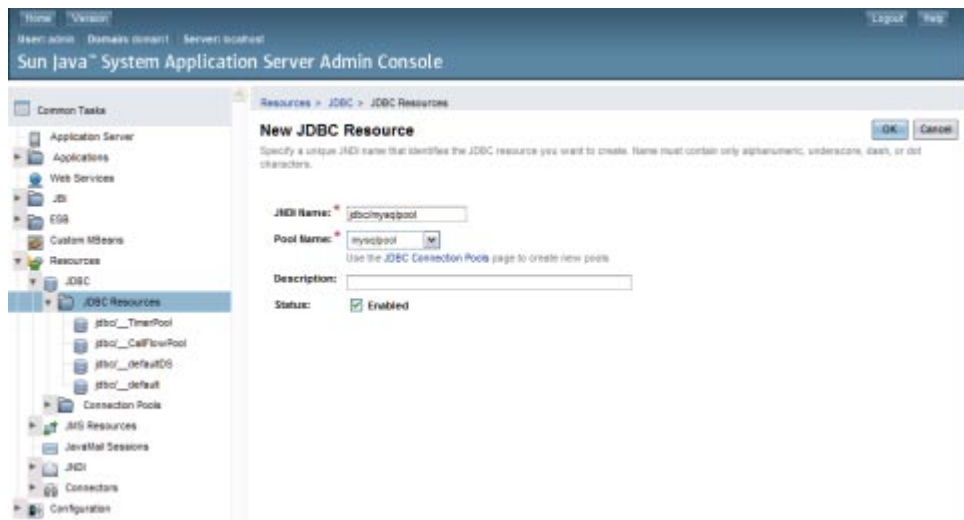 Home Version Logout Help
User: admin Domain: domain1 Server: localhost
Sun Java™ System Application Server Admin Console
Common Tasks
Application Server
Applications
Web Services
JBI
ESB
Custom MBeans
Resources
JDBC
JDBC Resources
jdbc/__TimerPool
jdbc/__CallFlowPool
jdbc/__defaultDS
jdbc/__default
Connection Pools
JMS Resources
JavaMail Sessions
JNDI
Connectors
Configuration
Resources > JDBC > JDBC Resources
New JDBC Resource
OK Cancel
Specify a unique JNDI name that identifies the JDBC resource you want to create. Name must contain only alphanumeric, underscore, dash, or dot
characters.
JNDI Name: * jdbc/mysqlpool
Pool Name: * mysqlpool
Use the JDBC Connection Pools page to create new pools
Description:
Status: Enabled